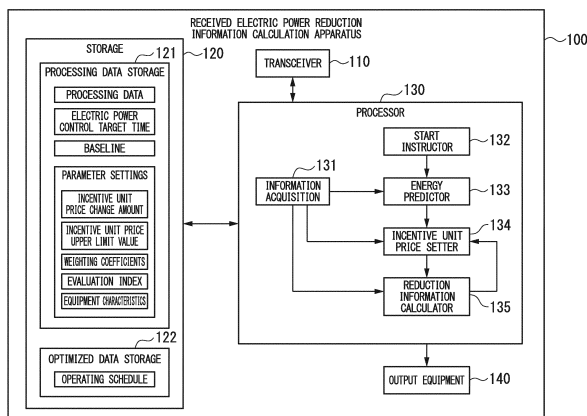 RECEIVED ELECTRIC POWER REDUCTION
INFORMATION CALCULATION APPARATUS
100
STORAGE
120
PROCESSING DATA STORAGE
121
PROCESSING DATA
ELECTRIC POWER
CONTROL TARGET TIME
BASELINE
PARAMETER SETTINGS
INCENTIVE UNIT
PRICE CHANGE AMOUNT
INCENTIVE UNIT PRICE
UPPER LIMIT VALUE
WEIGHTING COEFFICIENTS
EVALUATION INDEX
EQUIPMENT CHARACTERISTICS
122
OPTIMIZED DATA STORAGE
OPERATING SCHEDULE
TRANSCEIVER
110
130
PROCESSOR
START
INSTRUCTOR
132
131
INFORMATION
ACQUISITION
ENERGY
PREDICTOR
133
INCENTIVE UNIT
PRICE SETTER
134
REDUCTION
INFORMATION
CALCULATOR
135
OUTPUT EQUIPMENT
140